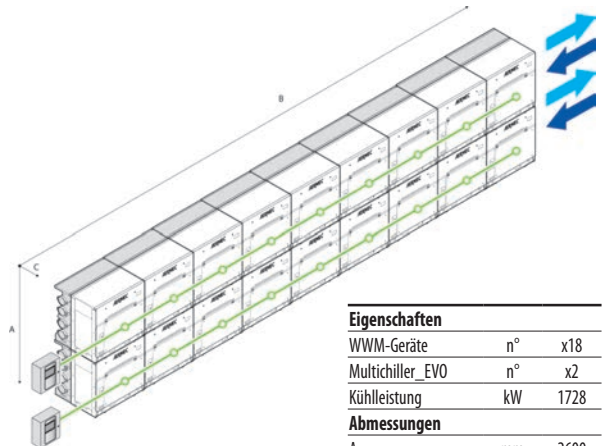 B
C
A
Eigenschaften
WWM-Geräte n° x18
Multichiller_EVO n° x2
Kühlleistung kW 1728
Abmessungen
A